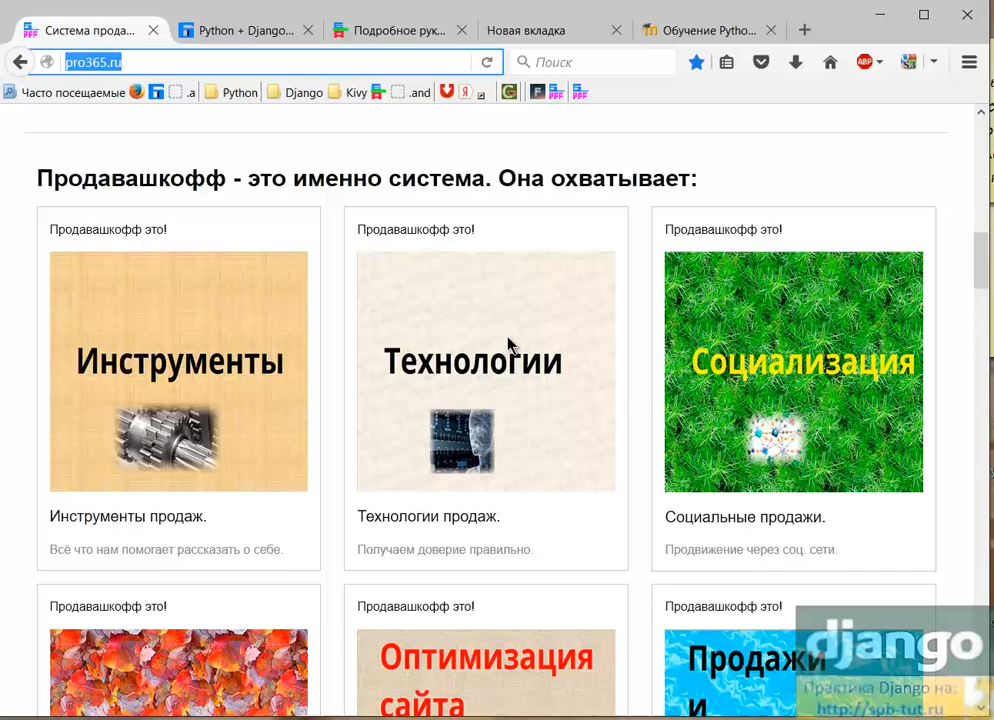 Система прода...
Python + Django...
Подробное рук...
Новая вкладка
Обучение Pytho...
pro365.ru
Поиск
ABP
Часто посещаемые
.a
Python
Django
Kivy
.and
Продавашкофф - это именно система. Она охватывает:
Продавашкофф это!
Продавашкофф это!
Продавашкофф это!
Инструменты
Технологии
Социализация
Инструменты продаж.
Технологии продаж.
Социальные продажи.
Всё что нам помогает рассказать о себе.
Получаем доверие правильно.
Продвижение через соц. сети.
Продавашкофф это!
Продавашкофф это!
Продавашкофф это!
Оптимизация
сайта
Продажи
и
django
Практика Django на:
http://spb-tut.ru